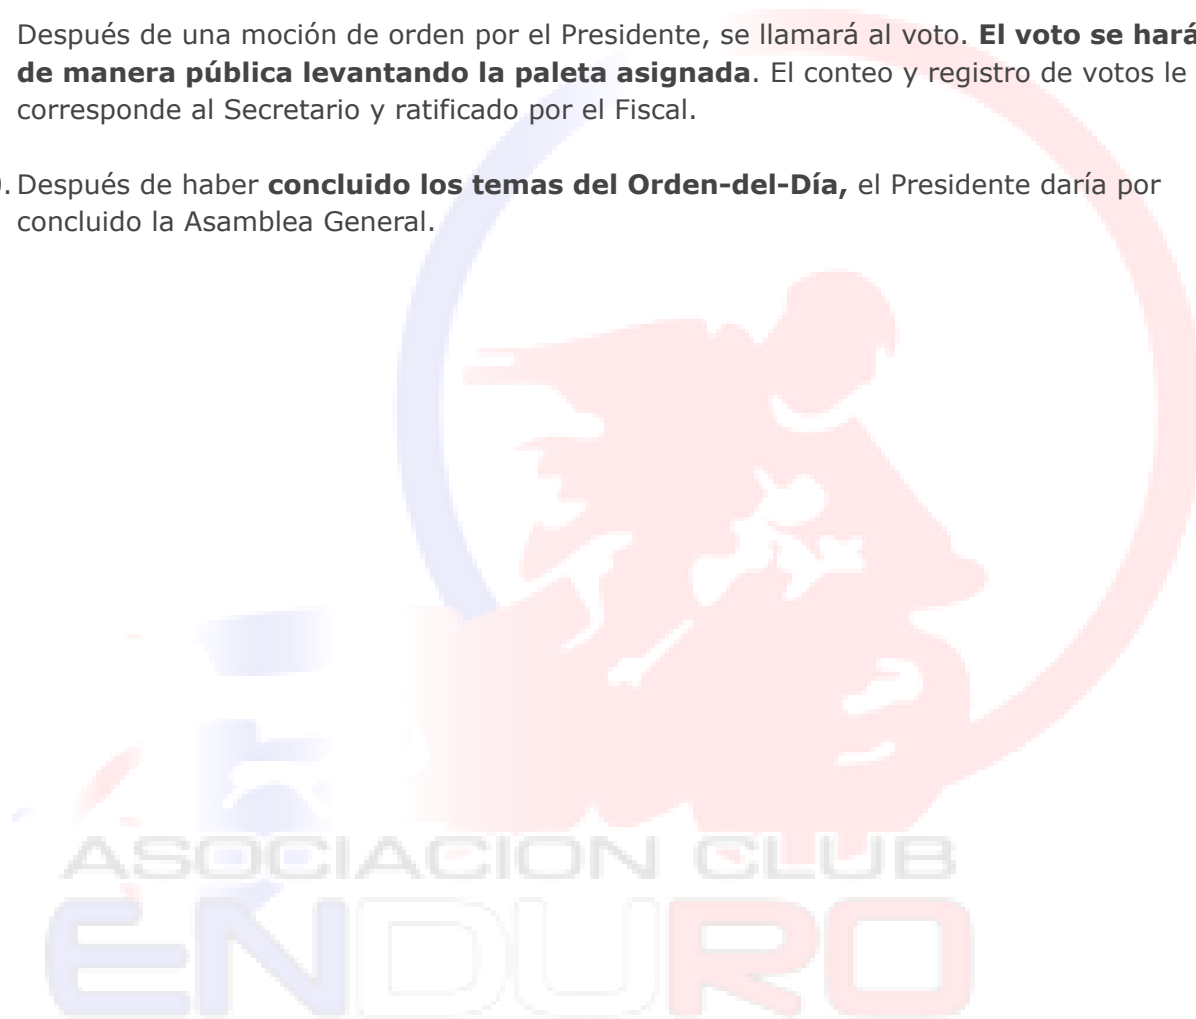 Después de una moción de orden por el Presidente, se llamará al voto. El voto se hará
de manera pública levantando la paleta asignada. El conteo y registro de votos le
corresponde al Secretario y ratificado por el Fiscal.
. Después de haber concluido los temas del Orden-del-Día, el Presidente daría por
concluido la Asamblea General.
ASOCIACION CLUB
ENDURO